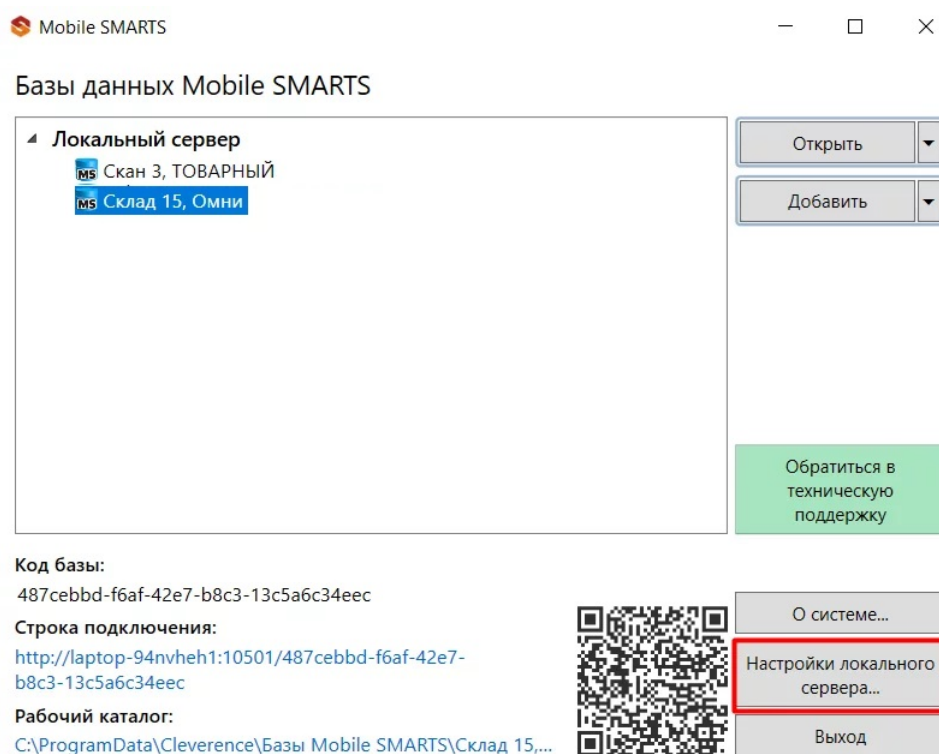 Mobile SMARTS
Базы данных Mobile SMARTS
Локальный сервер
MS Скан 3, ТОВАРНЫЙ
MS Склад 15, Омни
Открыть
Добавить
Обратиться в
техническую
поддержку
Код базы:
487cebbd-f6af-42e7-b8c3-13c5a6c34eec
Строка подключения:
http://laptop-94nvheh1:10501/487cebbd-f6af-42e7-
b8c3-13c5a6c34eec
Рабочий каталог:
C:\ProgramData\Cleverence\Базы Mobile SMARTS\Склад 15,...
О системе...
Настройки локального
сервера...
Выход